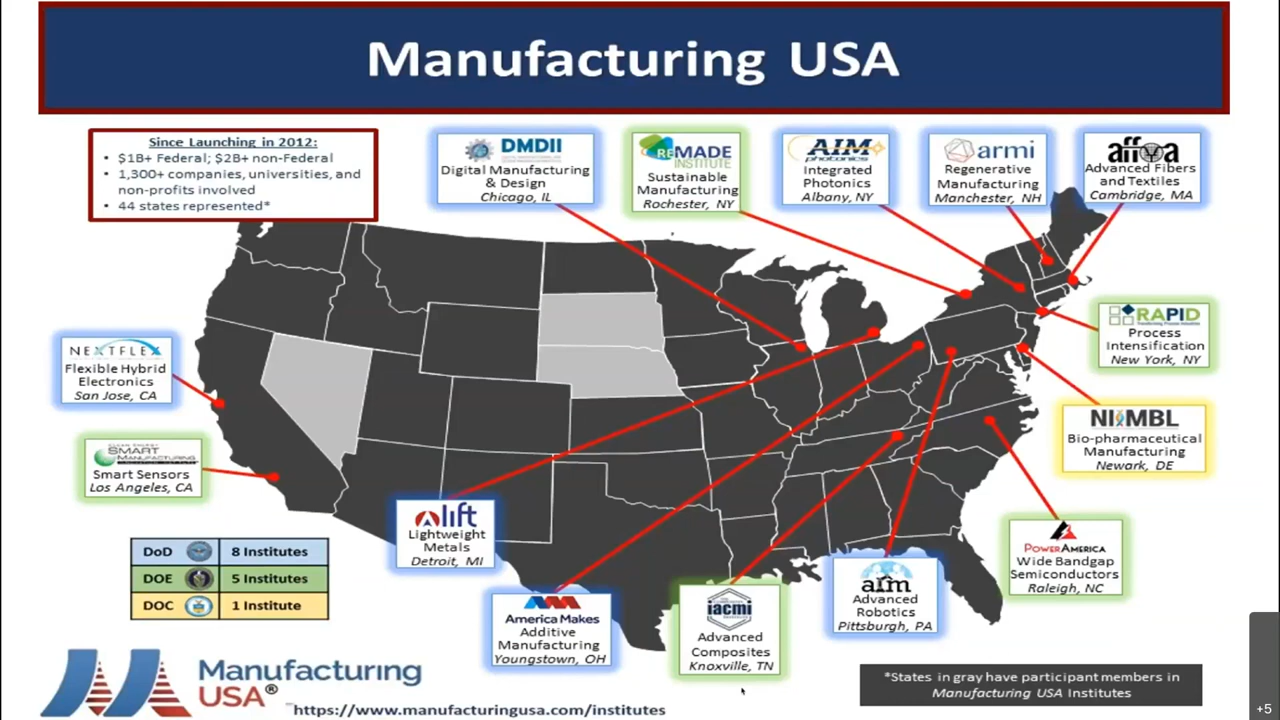 Manufacturing USA
Since Launching in 2012:
• $1B+ Federal; $2B+ non-Federal
• 1,300+ companies, universities, and
non-profits involved
• 44 states represented*
DMDII
Digital Manufacturing
& Design
Chicago, IL
REMADE
INSTITUTE
Sustainable
Manufacturing
Rochester, NY
AIM
photonics
Integrated
Photonics
Albany, NY
armi
Regenerative
Manufacturing
Manchester, NH
affoa
Advanced Fibers
and Textiles
Cambridge, MA
NEXTFLEX
Flexible Hybrid
Electronics
San Jose, CA
RAPID
Process
Intensification
New York, NY
NIIMBL
Bio-pharmaceutical
Manufacturing
Newark, DE
CLEAN ENERGY
SMART
MANUFACTURING
Smart Sensors
Los Angeles, CA
lift
Lightweight
Metals
Detroit, MI
POWERAMERICA
Wide Bandgap
Semiconductors
Raleigh, NC
DoD 8 Institutes
DOE 5 Institutes
DOC 1 Institute
America Makes
Additive
Manufacturing
Youngstown, OH
iacmi
Advanced
Composites
Knoxville, TN
arm
Advanced
Robotics
Pittsburgh, PA
Manufacturing
USA®
https://www.manufacturingusa.com/institutes
*States in gray have participant members in
Manufacturing USA Institutes
+5